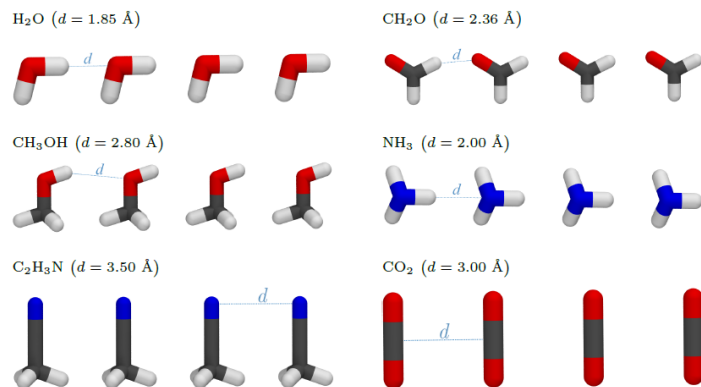 H₂O (d = 1.85 Å)
CH₂O (d = 2.36 Å)
d
d
CH₃OH (d = 2.80 Å)
NH₃ (d = 2.00 Å)
d
d
C₂H₃N (d = 3.50 Å)
CO₂ (d = 3.00 Å)
d
d